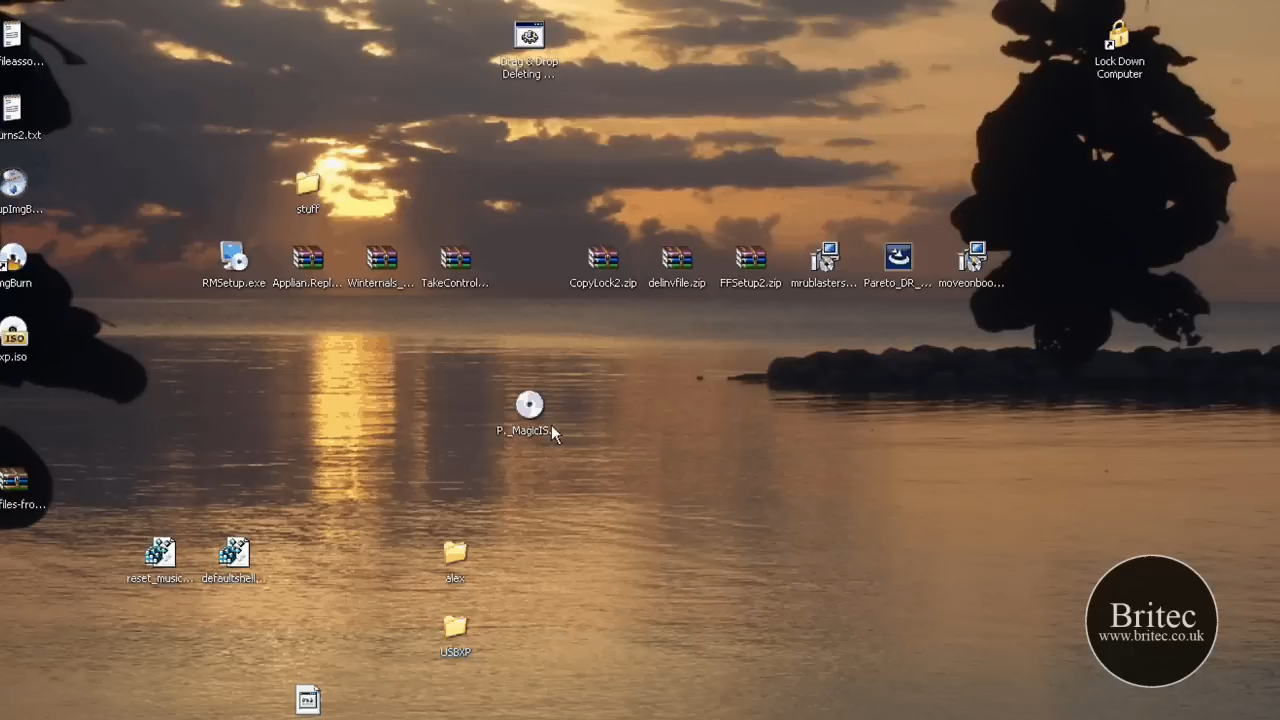 fileasso...
Drag & Drop
Deleting ...
Lock Down
Computer
urns2.txt
upImgB...
stuff
mgBurn
RMSetup.exe
Applian.Repl...
Winternals_...
TakeControl...
CopyLock2.zip
delinvfile.zip
FFSetup2.zip
mrublasters...
Pareto_DR_...
moveonboo...
ISO
xp.iso
P._MagicIS...
files-fro...
reset_music...
defaultshell...
alex
USBXP
Britec
www.britec.co.uk